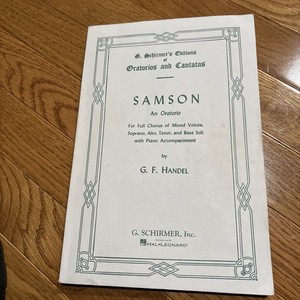 G. Schirmer's Editions
of
Oratorios and Cantatas
SAMSON
An Oratorio
For Full Chorus of Mixed Voices,
Soprano, Alto, Tenor, and Bass Soli
with Piano Accompaniment
by
G. F. HANDEL
G. SCHIRMER, Inc.
HAL•LEONARD